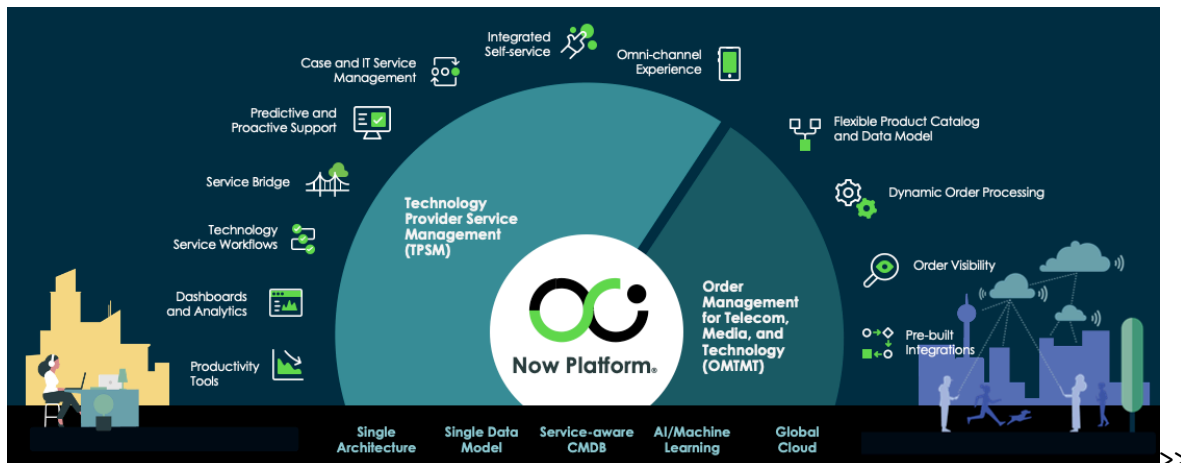 Integrated
Self-service
Omni-channel
Experience
Case and IT Service
Management
Predictive and
Proactive Support
Flexible Product Catalog
and Data Model
Service Bridge
Dynamic Order Processing
Technology
Provider Service
Management
(TPSM)
Technology
Service Workflows
Order Visibility
Dashboards
and Analytics
Order
Management
for Telecom,
Media, and
Technology
(OMTMT)
Pre-built
Integrations
Productivity
Tools
Now Platform®
Single
Architecture
Single Data
Model
Service-aware
CMDB
AI/Machine
Learning
Global
Cloud
>>